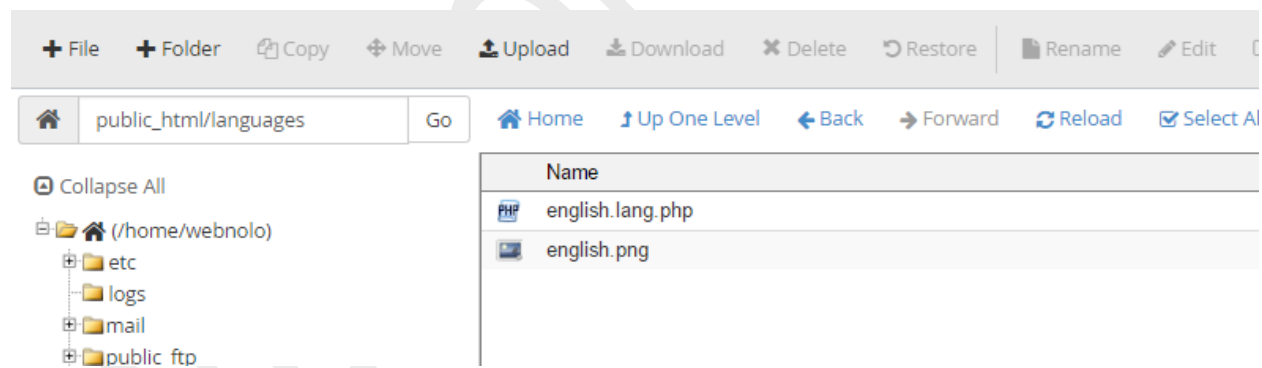 File Folder Copy Move Upload Download Delete Restore Rename Edit
public_html/languages Go Home Up One Level Back Forward Reload Select Al
Collapse All
Name
PHP english.lang.php
(/home/webnolo)
english.png
etc
logs
mail
public_ftp